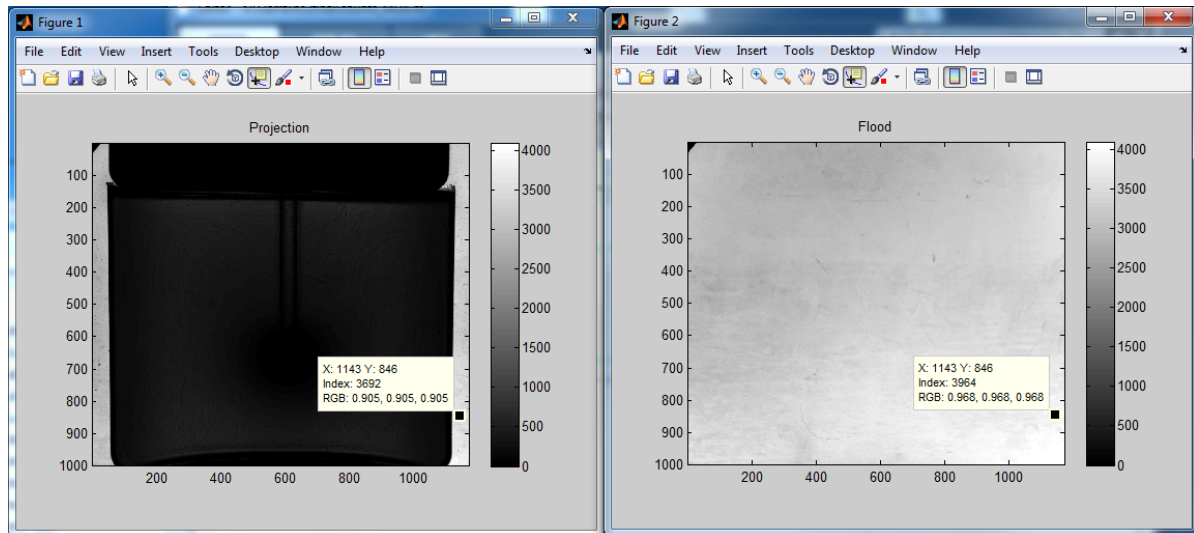 Figure 1
File Edit View Insert Tools Desktop Window Help
Projection
100
200
300
400
500
600
700
800
900
1000
200 400 600 800 1000
X: 1143 Y: 846
Index: 3692
RGB: 0.905, 0.905, 0.905
4000
3500
3000
2500
2000
1500
1000
500
0
Figure 2
File Edit View Insert Tools Desktop Window Help
Flood
100
200
300
400
500
600
700
800
900
1000
200 400 600 800 1000
X: 1143 Y: 846
Index: 3964
RGB: 0.968, 0.968, 0.968
4000
3500
3000
2500
2000
1500
1000
500
0